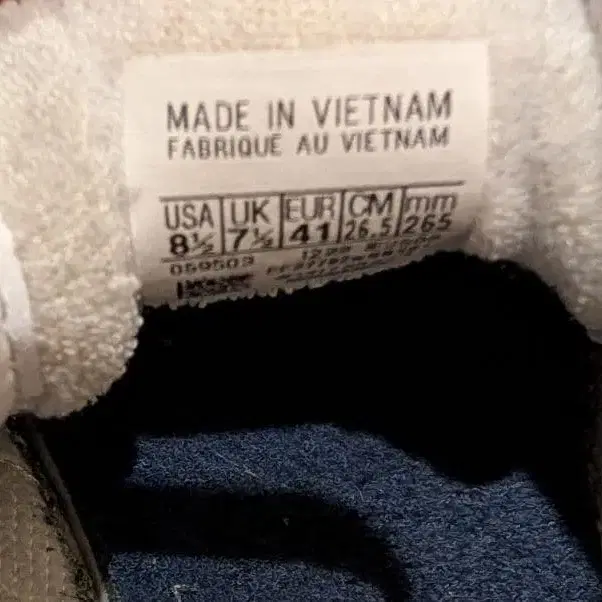 MADE IN VIETNAM
FABRIQUÉ AU VIETNAM
USA UK EUR CM mm
8½ 7½ 41 26.5 265
059503